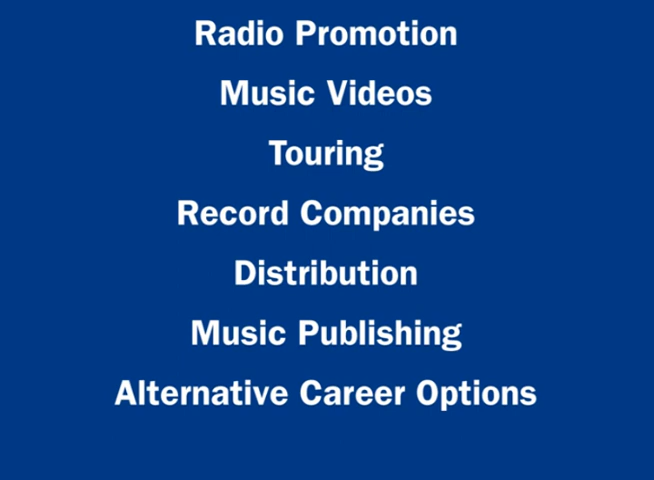 Radio Promotion
Music Videos
Touring
Record Companies
Distribution
Music Publishing
Alternative Career Options